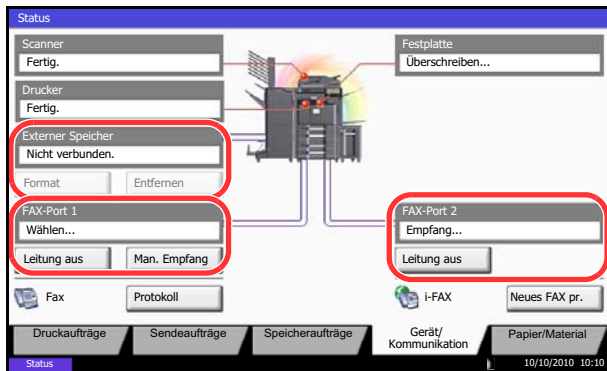 Status
Scanner
Fertig.
Festplatte
Überschreiben...
Drucker
Fertig.
Externer Speicher
Nicht verbunden.
Format
Entfernen
FAX-Port 1
Wählen...
Leitung aus
Man. Empfang
FAX-Port 2
Empfang...
Leitung aus
Fax
Protokoll
i-FAX
Neues FAX pr.
Druckaufträge
Sendeaufträge
Speicheraufträge
Gerät/
Kommunikation
Papier/Material
Status
10/10/2010 10:10